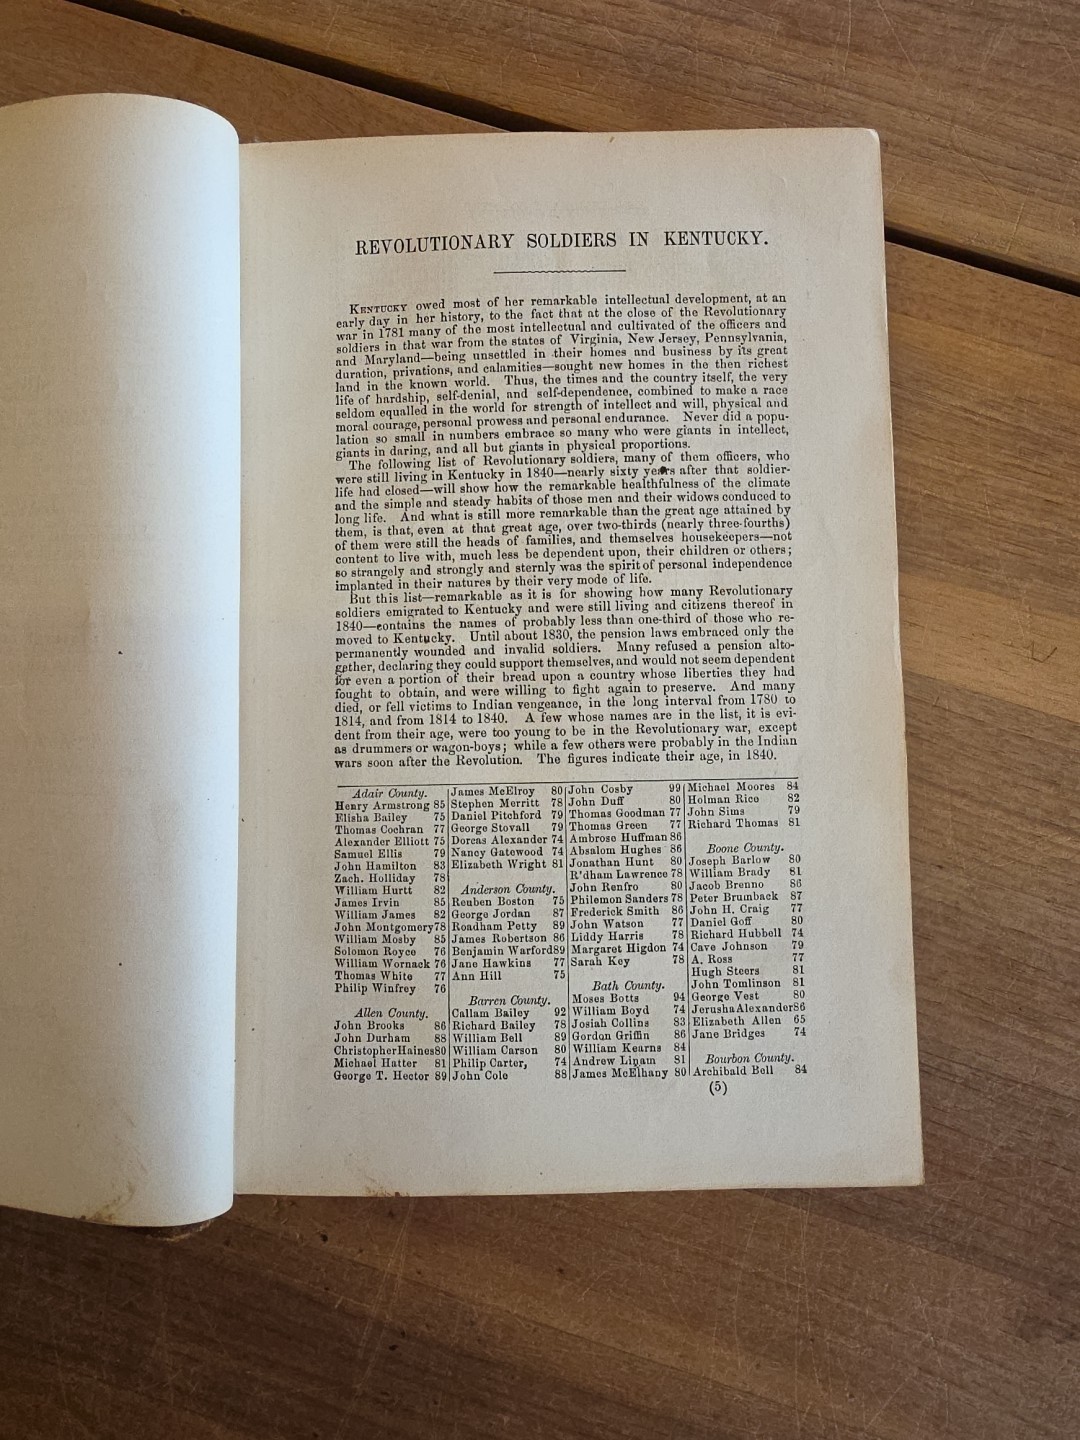 REVOLUTIONARY SOLDIERS IN KENTUCKY.
KENTUCKY owed most of her remarkable intellectual development, at an
early day in her history, to the fact that at the close of the Revolutionary
war in 1781 many of the most intellectual and cultivated of the officers and
soldiers in that war from the states of Virginia, New Jersey, Pennsylvania,
and Maryland—being unsettled in their homes and business by its great
duration, privations, and calamities—sought new homes in the then richest
land in the known world. Thus, the times and the country itself, the very
life of hardship, self-denial, and self-dependence, combined to make a race
seldom equalled in the world for strength of intellect and will, physical and
moral courage, personal prowess and personal endurance. Never did a popu-
lation so small in numbers embrace so many who were giants in intellect,
giants in daring, and all but giants in physical proportions.
The following list of Revolutionary soldiers, many of them officers, who
were still living in Kentucky in 1840—nearly sixty years after that soldier-
life had closed—will show how the remarkable healthfulness of the climate
and the simple and steady habits of those men and their widows conduced to
long life. And what is still more remarkable than the great age attained by
them, is that, even at that great age, over two-thirds (nearly three-fourths)
of them were still the heads of families, and themselves housekeepers—not
content to live with, much less be dependent upon, their children or others;
so strangely and strongly and sternly was the spirit of personal independence
implanted in their natures by their very mode of life.
But this list—remarkable as it is for showing how many Revolutionary
soldiers emigrated to Kentucky and were still living and citizens thereof in
1840—contains the names of probably less than one-third of those who re-
moved to Kentucky. Until about 1830, the pension laws embraced only the
permanently wounded and invalid soldiers. Many refused a pension alto-
gether, declaring they could support themselves, and would not seem dependent
for even a portion of their bread upon a country whose liberties they had
fought to obtain, and were willing to fight again to preserve. And many
died, or fell victims to Indian vengeance, in the long interval from 1780 to
1814, and from 1814 to 1840. A few whose names are in the list, it is evi-
dent from their age, were too young to be in the Revolutionary war, except
as drummers or wagon-boys; while a few others were probably in the Indian
wars soon after the Revolution. The figures indicate their age, in 1840.
Adair County.
Henry Armstrong 85
Elisha Bailey 75
Thomas Cochran 77
Alexander Elliott 75
Samuel Ellis 79
John Hamilton 83
Zach. Holliday 78
William Hurtt 82
James Irvin 85
William James 82
John Montgomery 78
William Mosby 85
Solomon Royce 76
William Wornack 76
Thomas White 77
Philip Winfrey 76
Allen County.
John Brooks 86
John Durham 88
Christopher Haines 80
Michael Hatter 81
George T. Hector 89
James McElroy 80
Stephen Merritt 78
Daniel Pitchford 79
George Stovall 79
Dorcas Alexander 74
Nancy Gatewood 74
Elizabeth Wright 81
Anderson County.
Reuben Boston 75
George Jordan 87
Roadham Petty 89
James Robertson 86
Benjamin Warford 89
Jane Hawkins 77
Ann Hill 75
Barren County.
Callam Bailey 92
Richard Bailey 78
William Bell 89
William Carson 80
Philip Carter, 74
John Cole 88
John Cosby 99
John Duff 80
Thomas Goodman 77
Thomas Green 77
Ambrose Huffman 86
Absalom Hughes 86
Jonathan Hunt 80
R'dham Lawrence 78
John Renfro 80
Philemon Sanders 78
Frederick Smith 86
John Watson 77
Liddy Harris 78
Margaret Higdon 74
Sarah Key 78
Bath County.
Moses Botts 94
William Boyd 74
Josiah Collins 83
Gordon Griffin 86
William Kearns 84
Andrew Linam 81
James McElhany 80
Michael Moores 84
Holman Rice 82
John Sims 79
Richard Thomas 81
Boone County.
Joseph Barlow 80
William Brady 81
Jacob Brenno 86
Peter Brumback 87
John H. Craig 77
Daniel Goff 80
Richard Hubbell 74
Cave Johnson 79
A. Ross 77
Hugh Steers 81
John Tomlinson 81
George Vest 80
Jerusha Alexander 86
Elizabeth Allen 65
Jane Bridges 74
Bourbon County.
Archibald Bell 84
(5)